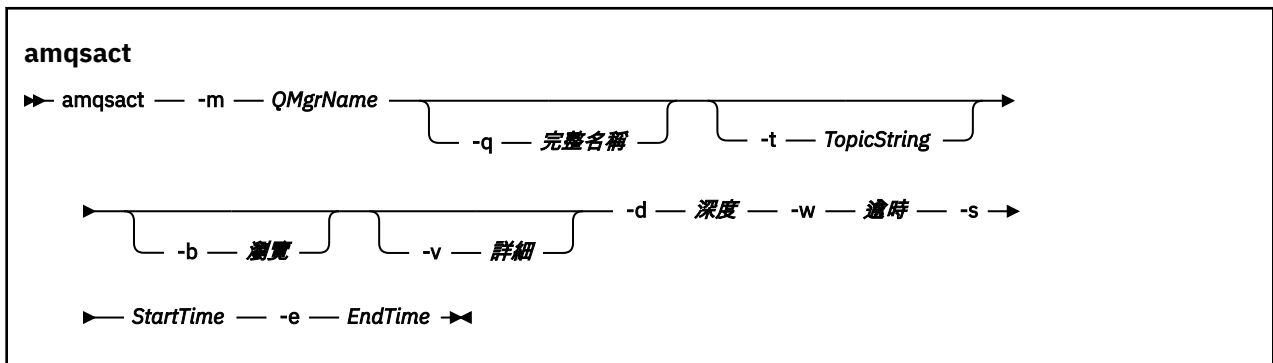 amqsact
amqsact -m QMgrName
-q 完整名稱 -t TopicString
-d 深度 -w 逾時 -s
-b 瀏覽 -v 詳細
StartTime -e EndTime